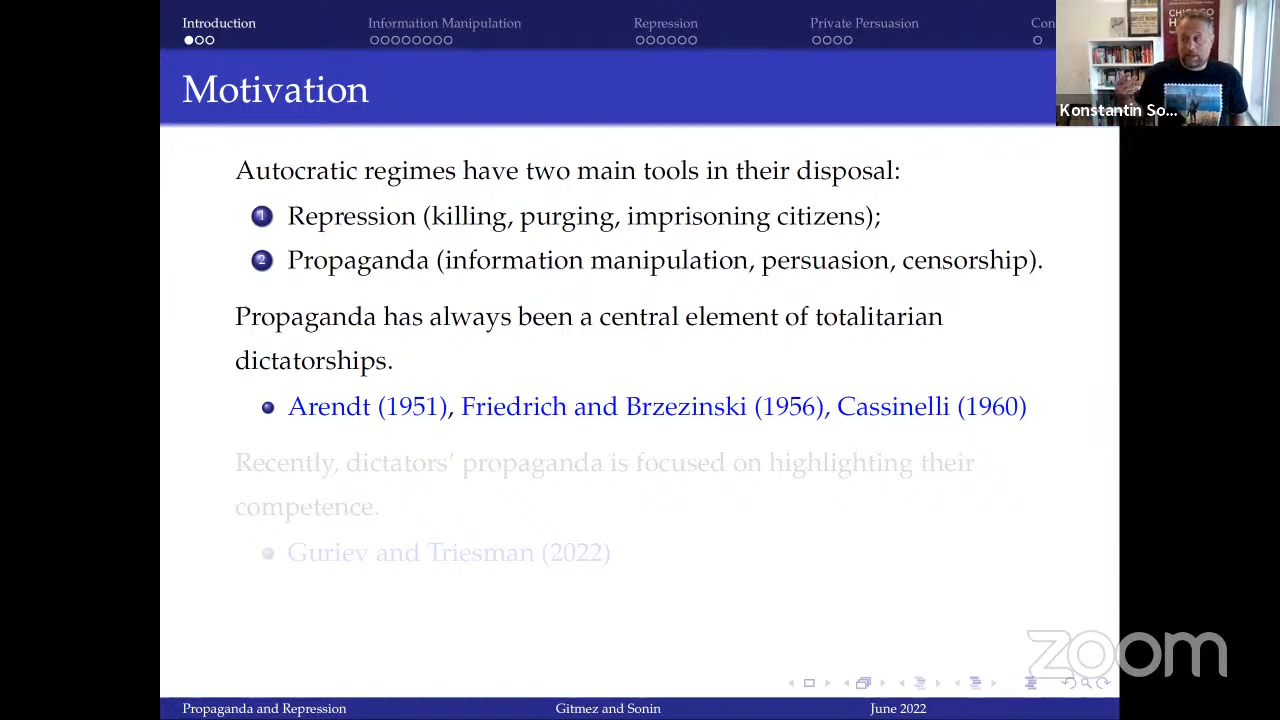 Introduction
Information Manipulation
Repression
Private Persuasion
Con
CHICAGO
Motivation
Konstantin So...
Autocratic regimes have two main tools in their disposal:
1 Repression (killing, purging, imprisoning citizens);
2 Propaganda (information manipulation, persuasion, censorship).
Propaganda has always been a central element of totalitarian
dictatorships.
Arendt (1951), Friedrich and Brzezinski (1956), Cassinelli (1960)
Recently, dictators' propaganda is focused on highlighting their
competence.
Guriev and Triesman (2022)
zoom
Propaganda and Repression
Gitmez and Sonin
June 2022